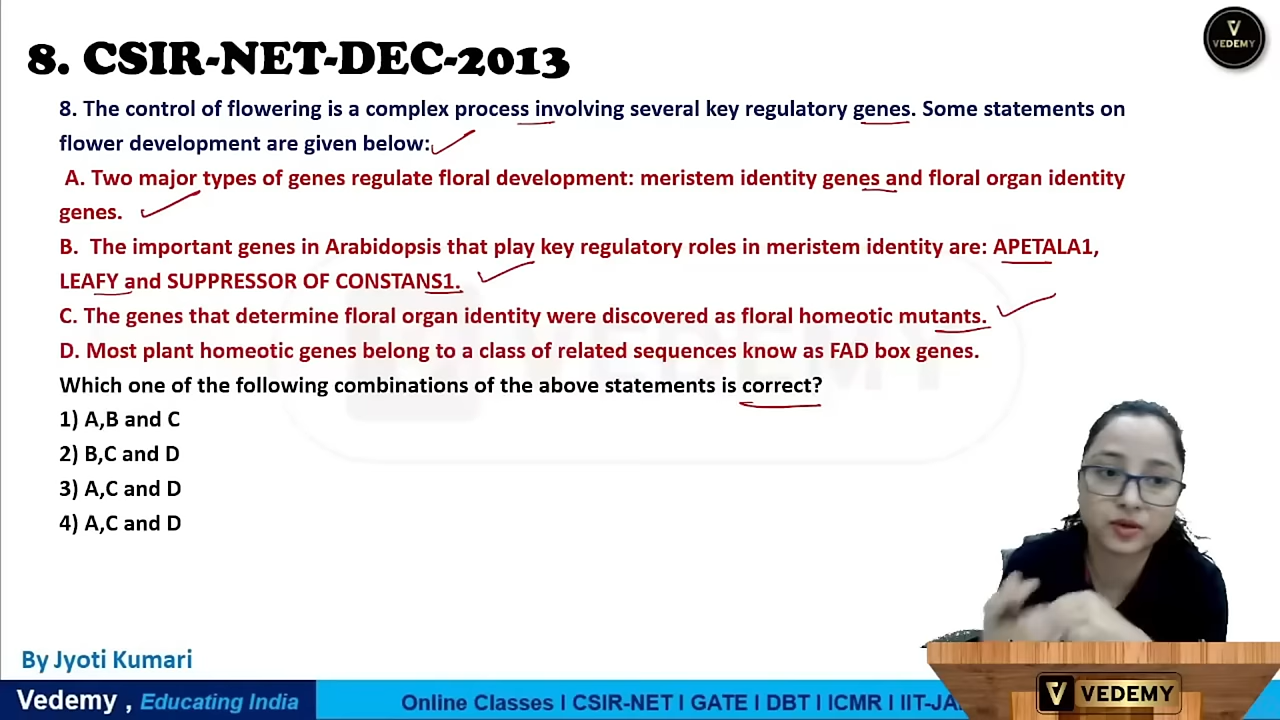 V
VEDEMY
8. CSIR-NET-DEC-2013
8. The control of flowering is a complex process involving several key regulatory genes. Some statements on
flower development are given below:
A. Two major types of genes regulate floral development: meristem identity genes and floral organ identity
genes.
B. The important genes in Arabidopsis that play key regulatory roles in meristem identity are: APETALA1,
LEAFY and SUPPRESSOR OF CONSTANS1.
C. The genes that determine floral organ identity were discovered as floral homeotic mutants.
D. Most plant homeotic genes belong to a class of related sequences know as FAD box genes.
Which one of the following combinations of the above statements is correct?
1) A,B and C
2) B,C and D
3) A,C and D
4) A,C and D
By Jyoti Kumari
Vedemy , Educating India
Online Classes I CSIR-NET I GATE I DBT I ICMR I IIT-JA
V VEDEMY